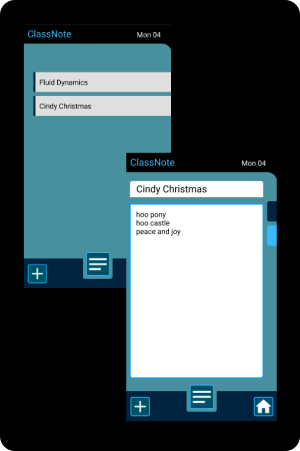 ClassNote Mon 04
Fluid Dynamics
Cindy Christmas
ClassNote Mon 04
Cindy Christmas
hoo pony
hoo castle
peace and joy